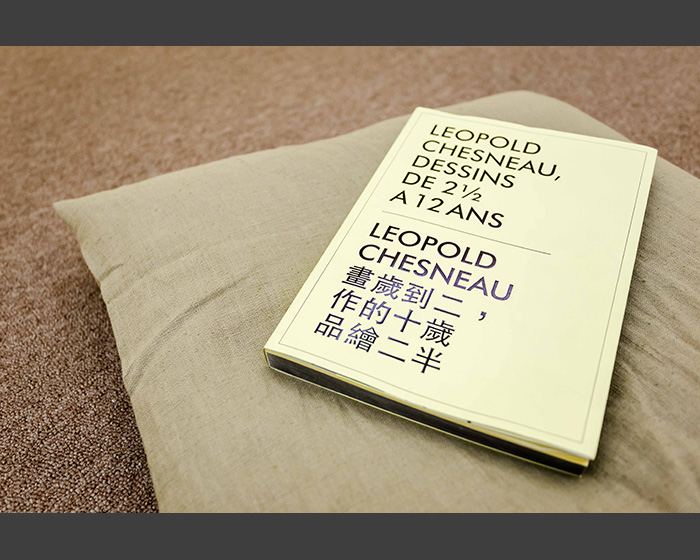 LEOPOLD
CHESNEAU,
DESSINS
DE 2½
A 12 ANS
LEOPOLD
CHESNEAU
，
二歲半
到十二
歲的繪
畫作品